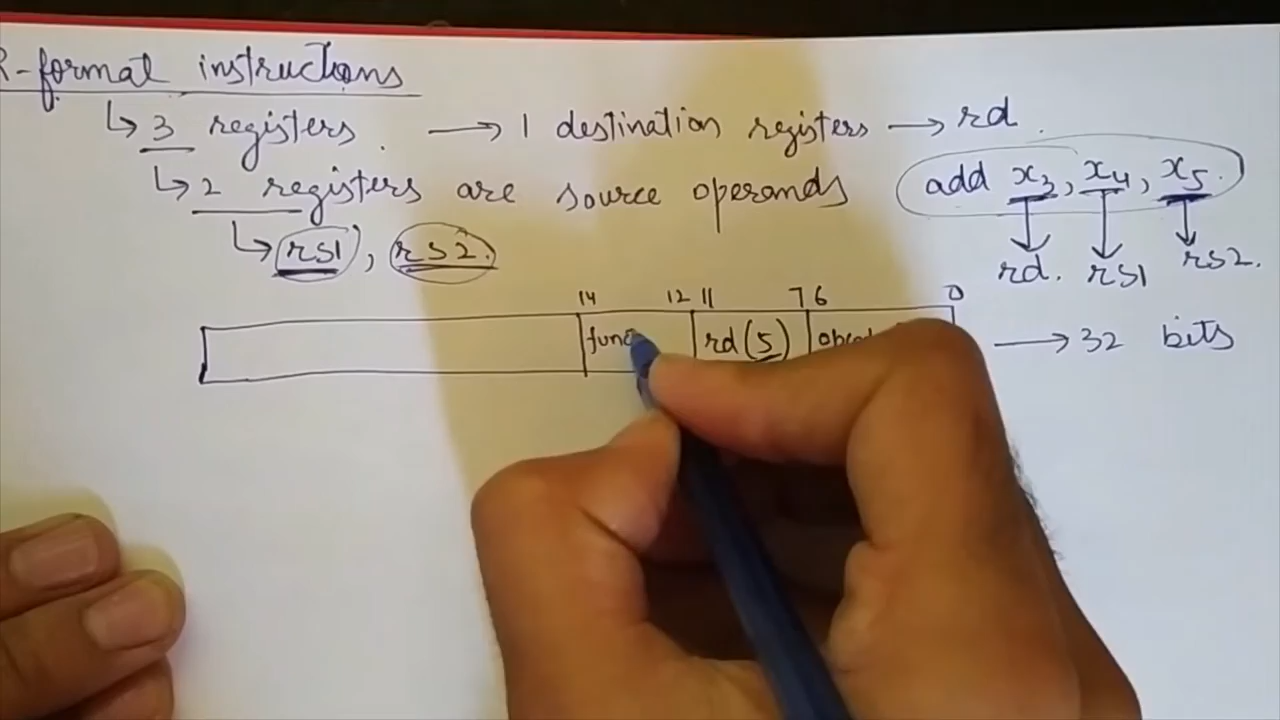 R-format instructions
↳ 3 registers. → 1 destination registers → rd.
↳ 2 registers are source operands
add x3, x4, x5.
↳ rs1, rs2.
rd. rs1 rs2.
14 12 11 7 6 0
func rd (5) → 32 bits